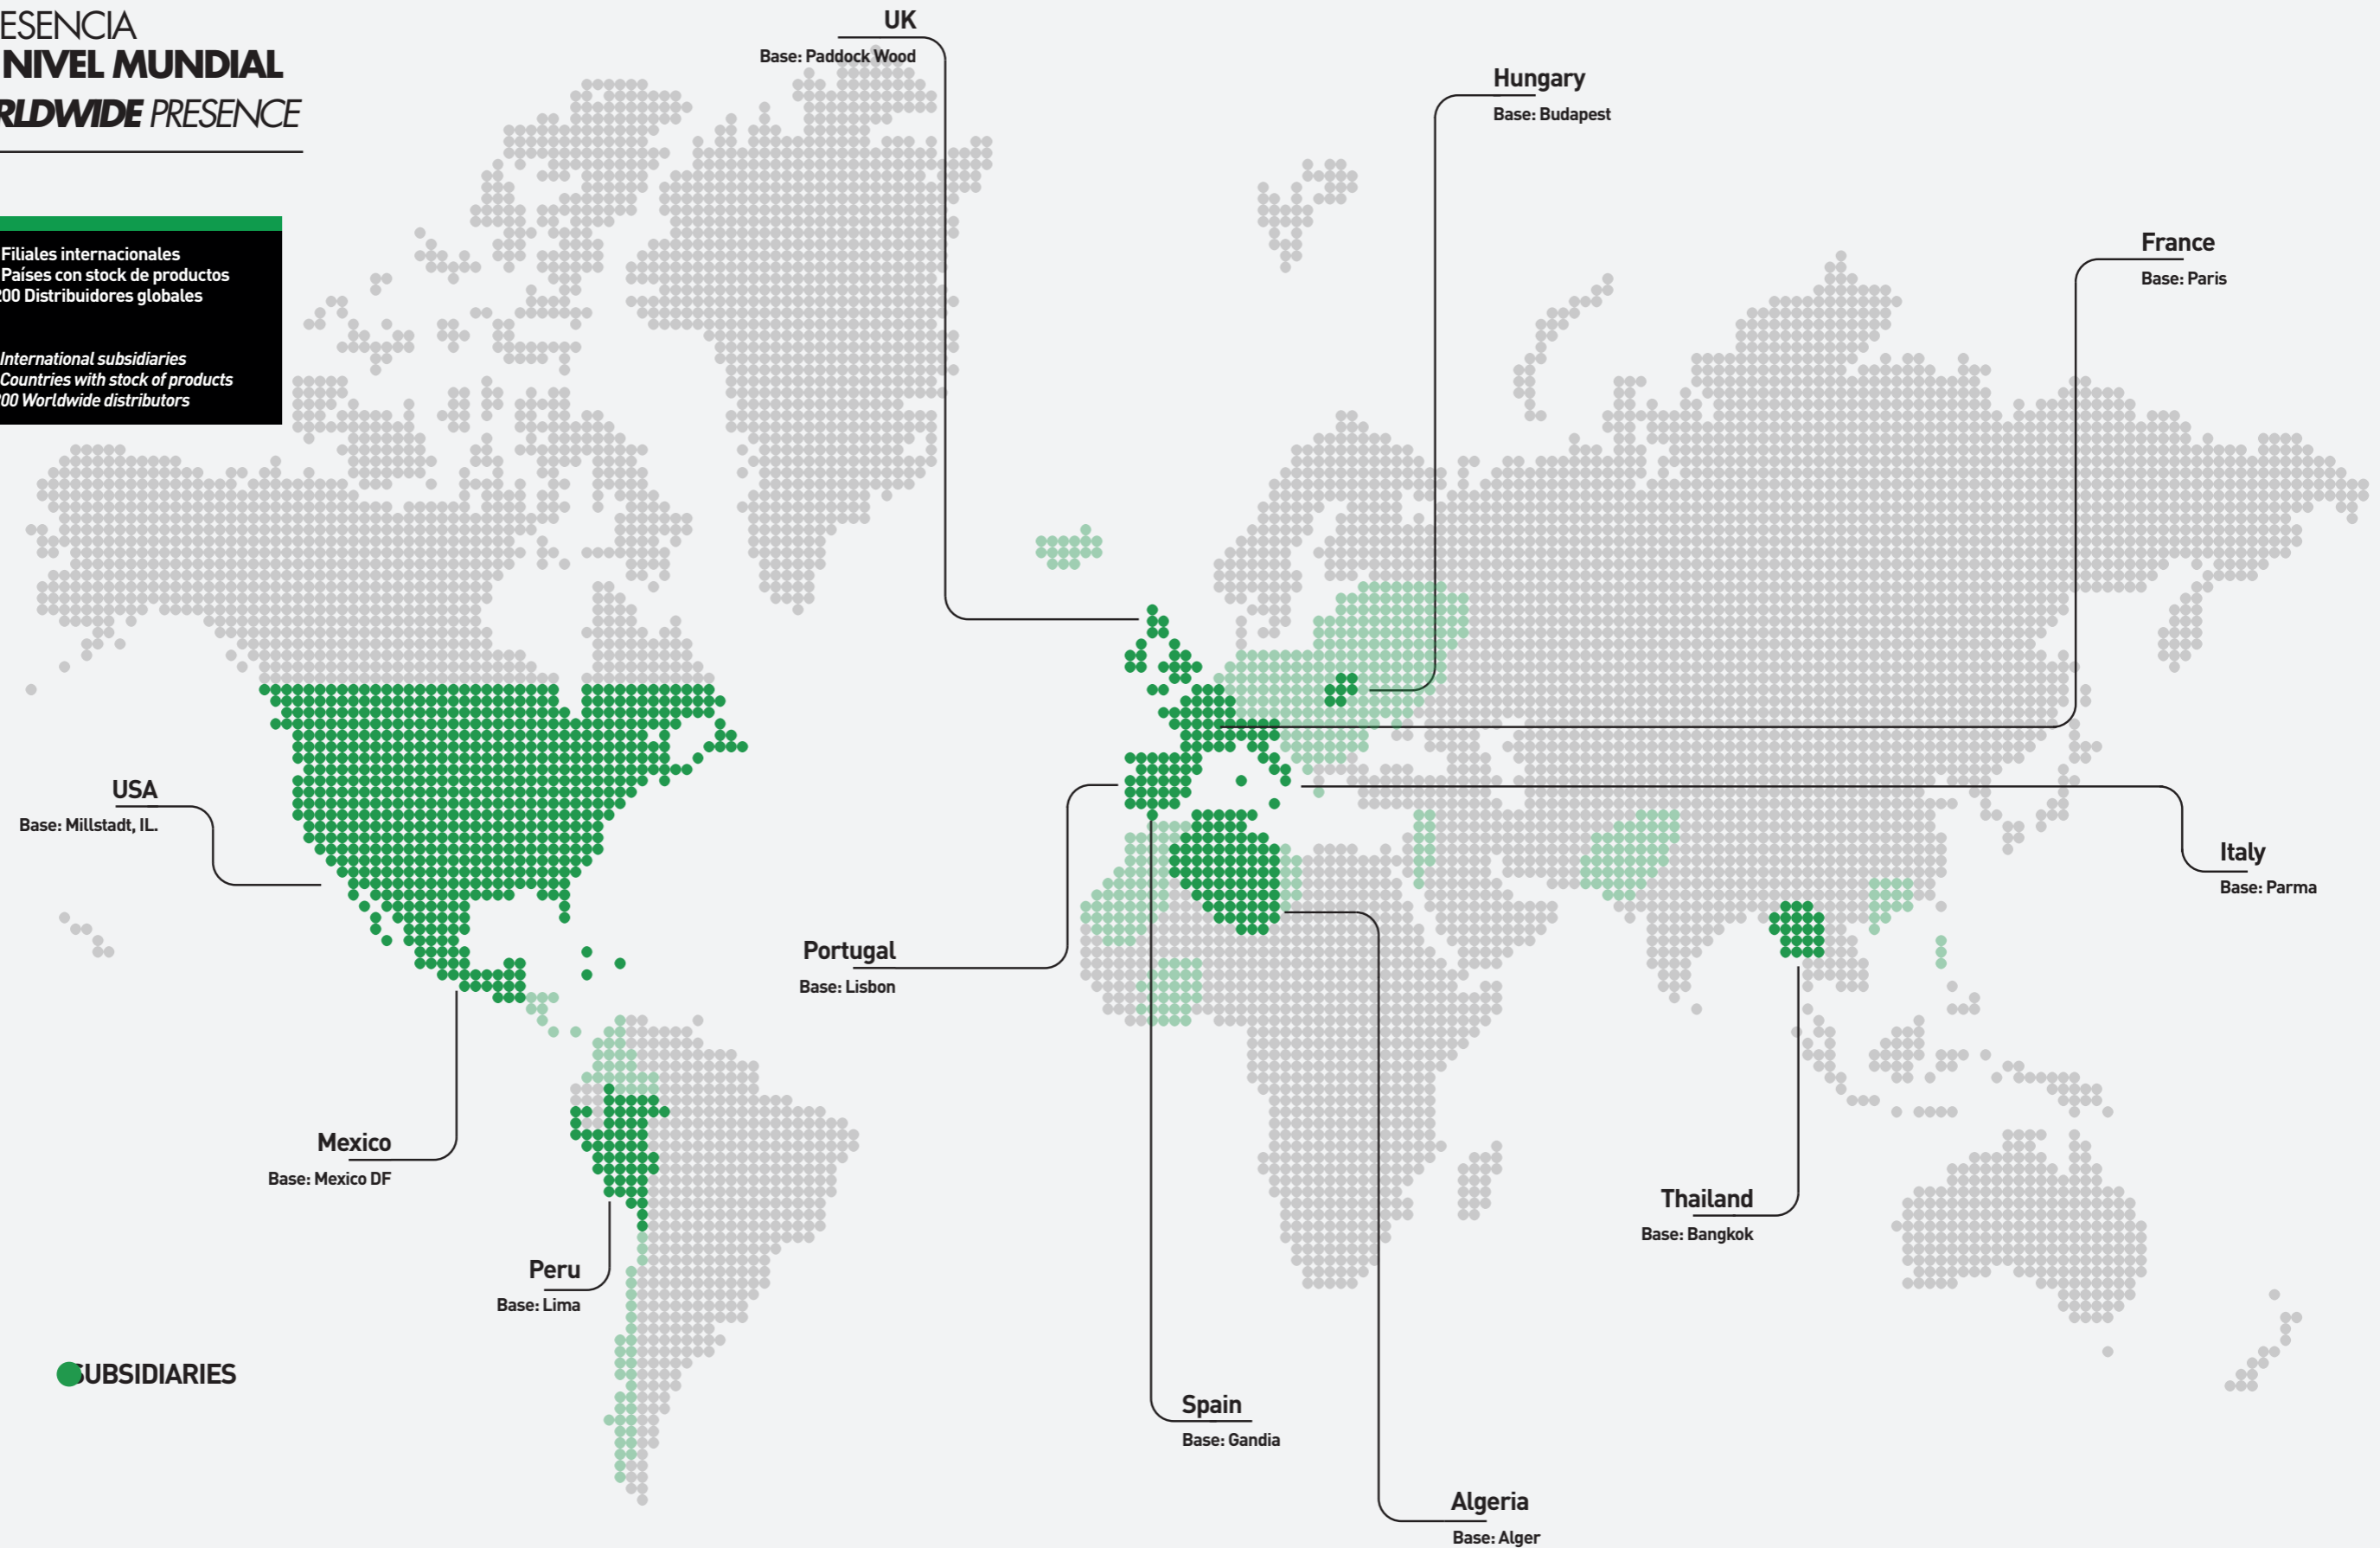 ESENCIA
NIVEL MUNDIAL
RLDWIDE PRESENCE
Filiales internacionales
Países con stock de productos
200 Distribuidores globales
International subsidiaries
Countries with stock of products
00 Worldwide distributors
UK
Base: Paddock Wood
Hungary
Base: Budapest
France
Base: Paris
USA
Base: Millstadt, IL.
Italy
Base: Parma
Portugal
Base: Lisbon
Mexico
Base: Mexico DF
Thailand
Base: Bangkok
Peru
Base: Lima
SUBSIDIARIES
Spain
Base: Gandia
Algeria
Base: Alger